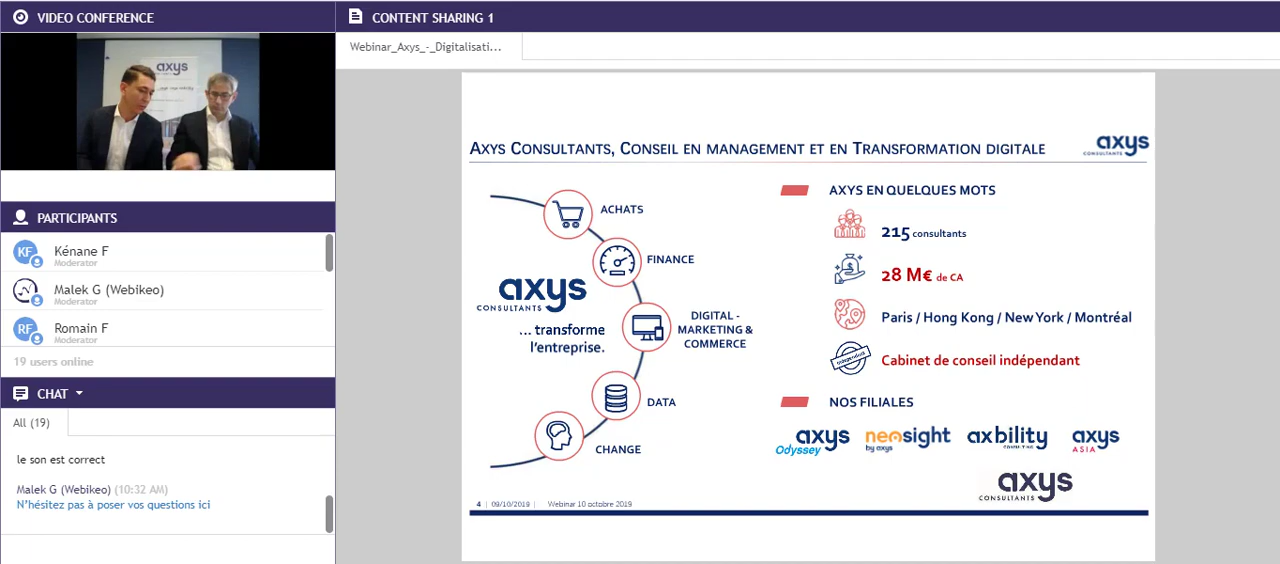 VIDEO CONFERENCE
axys
PARTICIPANTS
KF
Kénane F
Moderator
Malek G (Webikeo)
Moderator
RF
Romain F
Moderator
19 users online
CHAT
All (19)
le son est correct
Malek G (Webikeo) (10:32 AM)
N'hésitez pas à poser vos questions ici
CONTENT SHARING 1
Webinar_Axys_-_Digitalisati...
AXYS CONSULTANTS, CONSEIL EN MANAGEMENT ET EN TRANSFORMATION DIGITALE
axys
CONSULTANTS
ACHATS
FINANCE
axys
CONSULTANTS
... transforme
l'entreprise.
DIGITAL -
MARKETING &
COMMERCE
DATA
CHANGE
AXYS EN QUELQUES MOTS
215 consultants
28 M€ de CA
Paris / Hong Kong / New York / Montréal
Independent
Cabinet de conseil indépendant
NOS FILIALES
axys
Odyssey
neosight
by axys
axbility
CONSULTING
axys
ASIA
axys
CONSULTANTS
4 | 09/10/2019 | Webinar 10 octobre 2019